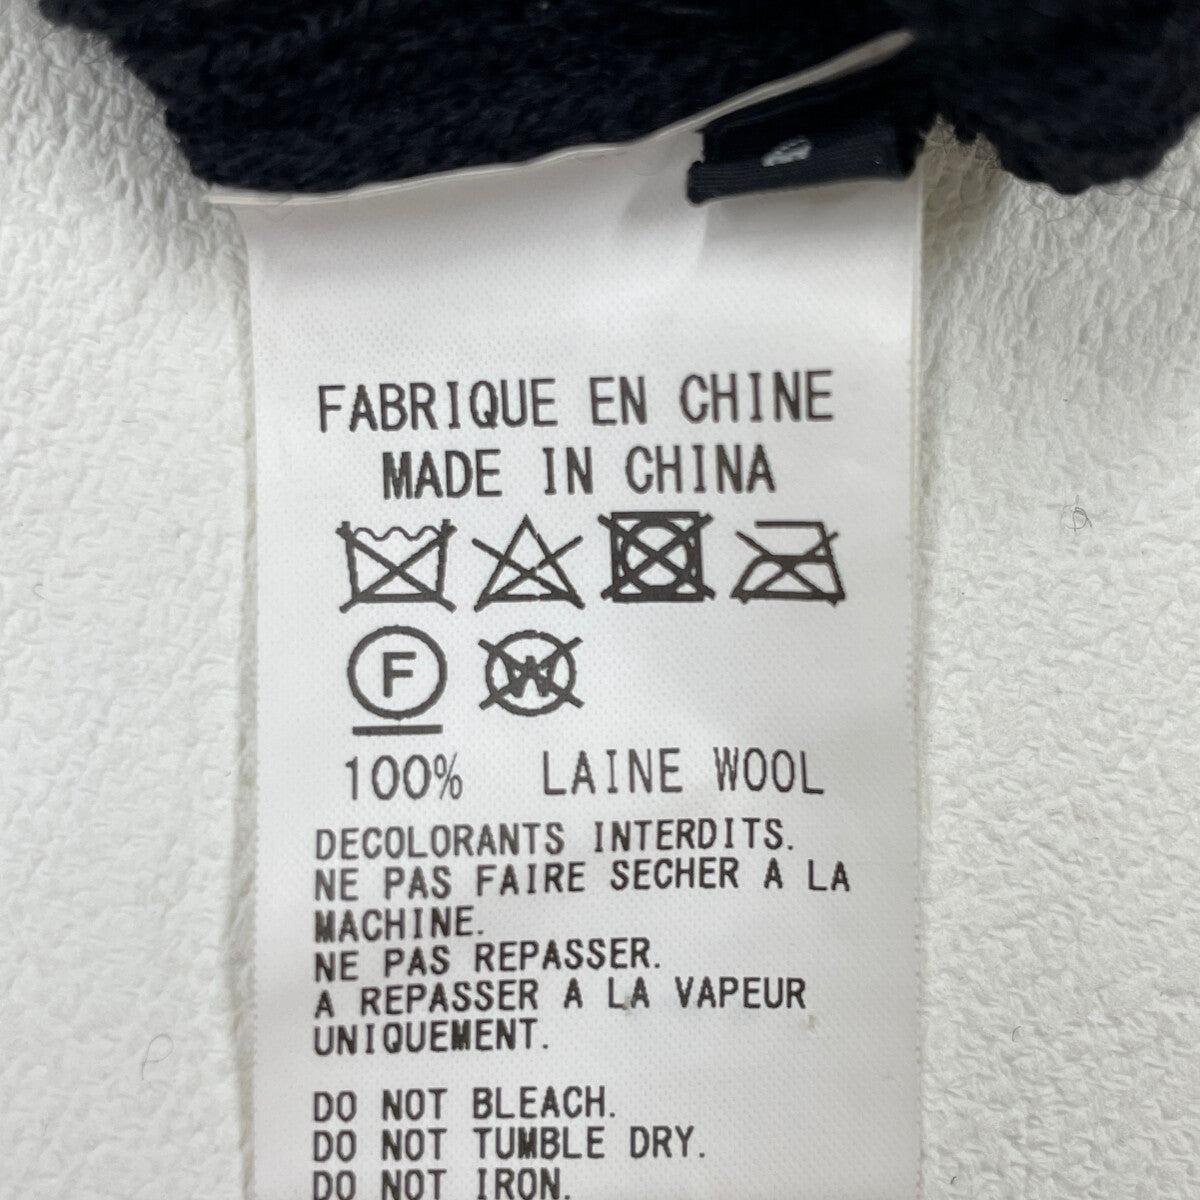 FABRIQUE EN CHINE
MADE IN CHINA
F W
100% LAINE WOOL
DECOLORANTS INTERDITS.
NE PAS FAIRE SECHER A LA
MACHINE.
NE PAS REPASSER.
A REPASSER A LA VAPEUR
UNIQUEMENT.
DO NOT BLEACH.
DO NOT TUMBLE DRY.
DO NOT IRON.